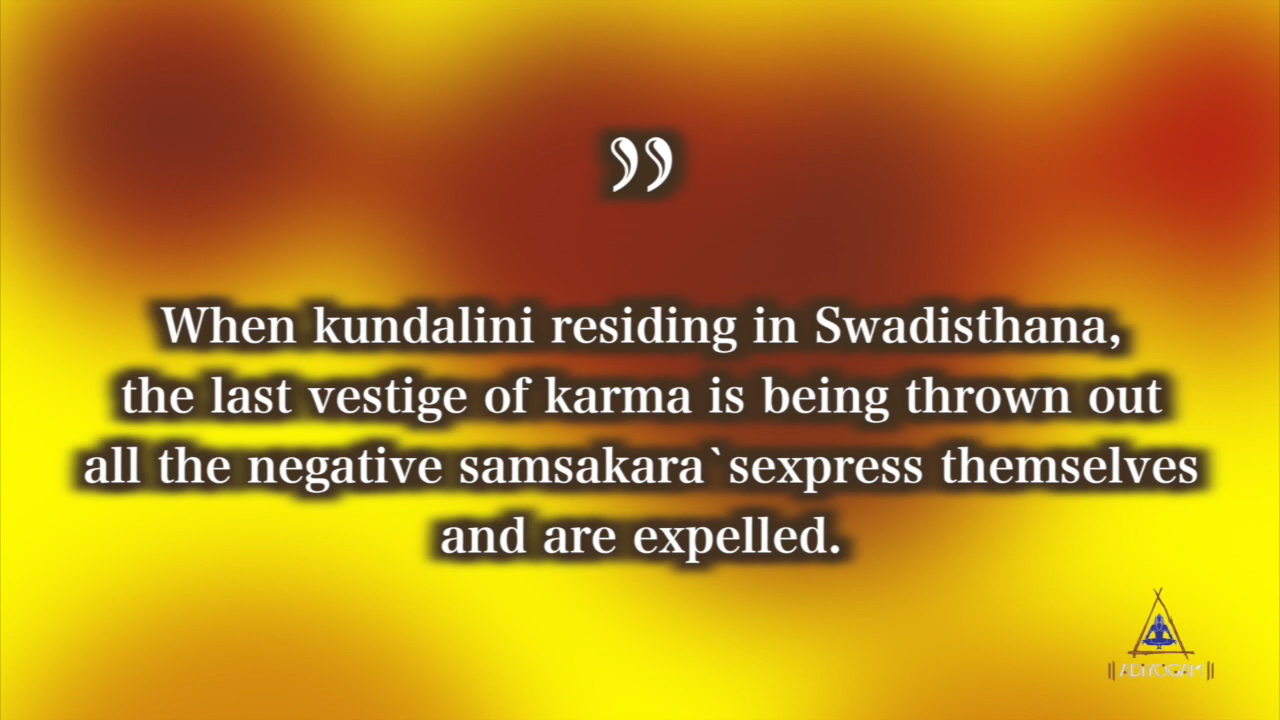 ”
When kundalini residing in Swadisthana,
the last vestige of karma is being thrown out
all the negative samsakara`sexpress themselves
and are expelled.
ADIYOGAM